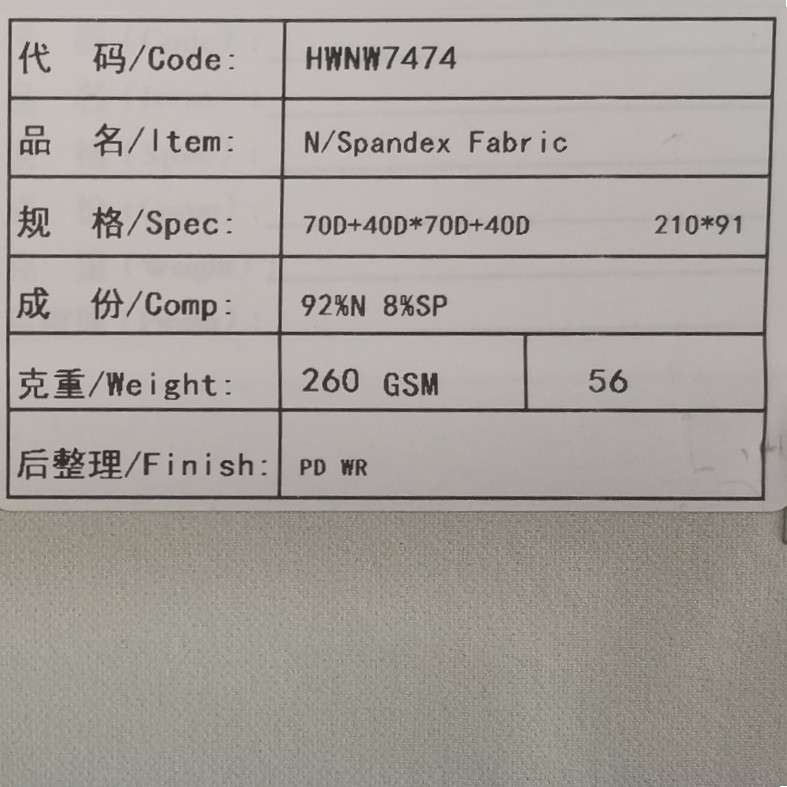 代 码/Code: HWNW7474
品 名/Item: N/Spandex Fabric
规 格/Spec: 70D+40D*70D+40D 210*91
成 份/Comp: 92%N 8%SP
克重/Weight: 260 GSM 56
后整理/Finish: PD WR